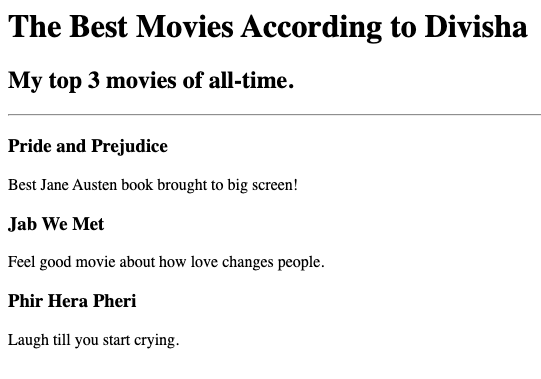 The Best Movies According to Divisha
My top 3 movies of all-time.
Pride and Prejudice
Best Jane Austen book brought to big screen!
Jab We Met
Feel good movie about how love changes people.
Phir Hera Pheri
Laugh till you start crying.